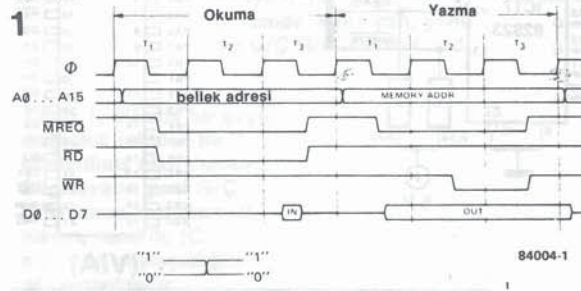 1
Okuma Yazma
T1 T2 T3 T1 T2 T3
Φ
A0 ... A15 bellek adresi MEMORY ADDR
MREQ
RD
WR
D0 ... D7 IN OUT
"1" "1"
"0" "0"
84004-1